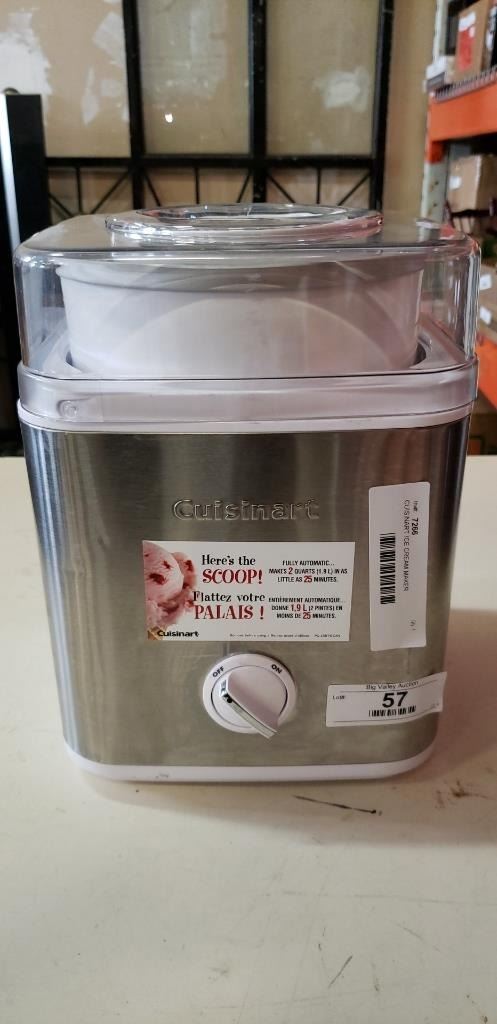 Cuisinart
Here's the
SCOOP!
FULLY AUTOMATIC...
MAKES 2 QUARTS (1.9 L) IN AS
LITTLE AS 25 MINUTES.
Flattez votre
PALAIS !
ENTIÈREMENT AUTOMATIQUE...
DONNE 1,9 L (2 PINTES) EN
MOINS DE 25 MINUTES.
Cuisinart
OFF
ON
7266
CUISINART ICE CREAM MAKER
Big Valley Auction
Lot#:
57